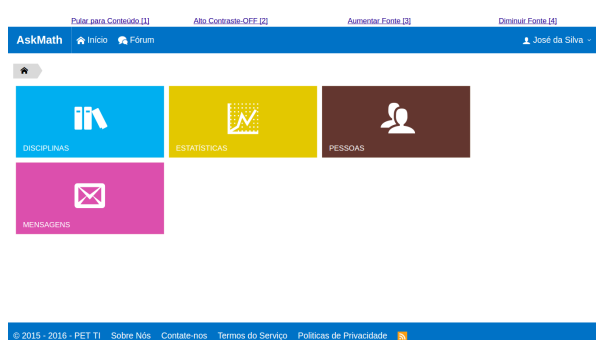 Pular para Conteúdo [1] Alto Contraste-OFF [2] Aumentar Fonte [3] Diminuir Fonte [4]
AskMath Início Fórum José da Silva
DISCIPLINAS ESTATÍSTICAS PESSOAS
MENSAGENS
© 2015 - 2016 - PET TI Sobre Nós Contate-nos Termos do Serviço Politicas de Privacidade